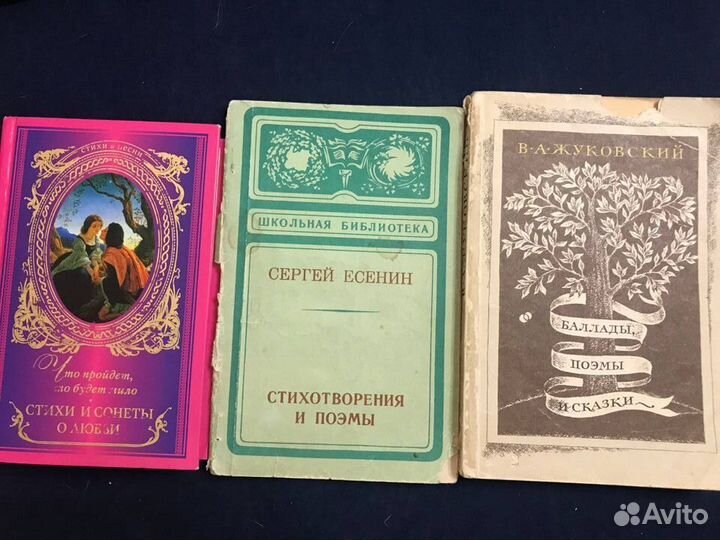 СТИХИ и ПЕСНИ
Что пройдет,
то будет мило
СТИХИ И СОНЕТЫ
О ЛЮБВИ
ШКОЛЬНАЯ БИБЛИОТЕКА
СЕРГЕЙ ЕСЕНИН
СТИХОТВОРЕНИЯ
И ПОЭМЫ
В·А·ЖУКОВСКИЙ
БАЛЛАДЫ,
ПОЭМЫ
И СКАЗКИ
Avito